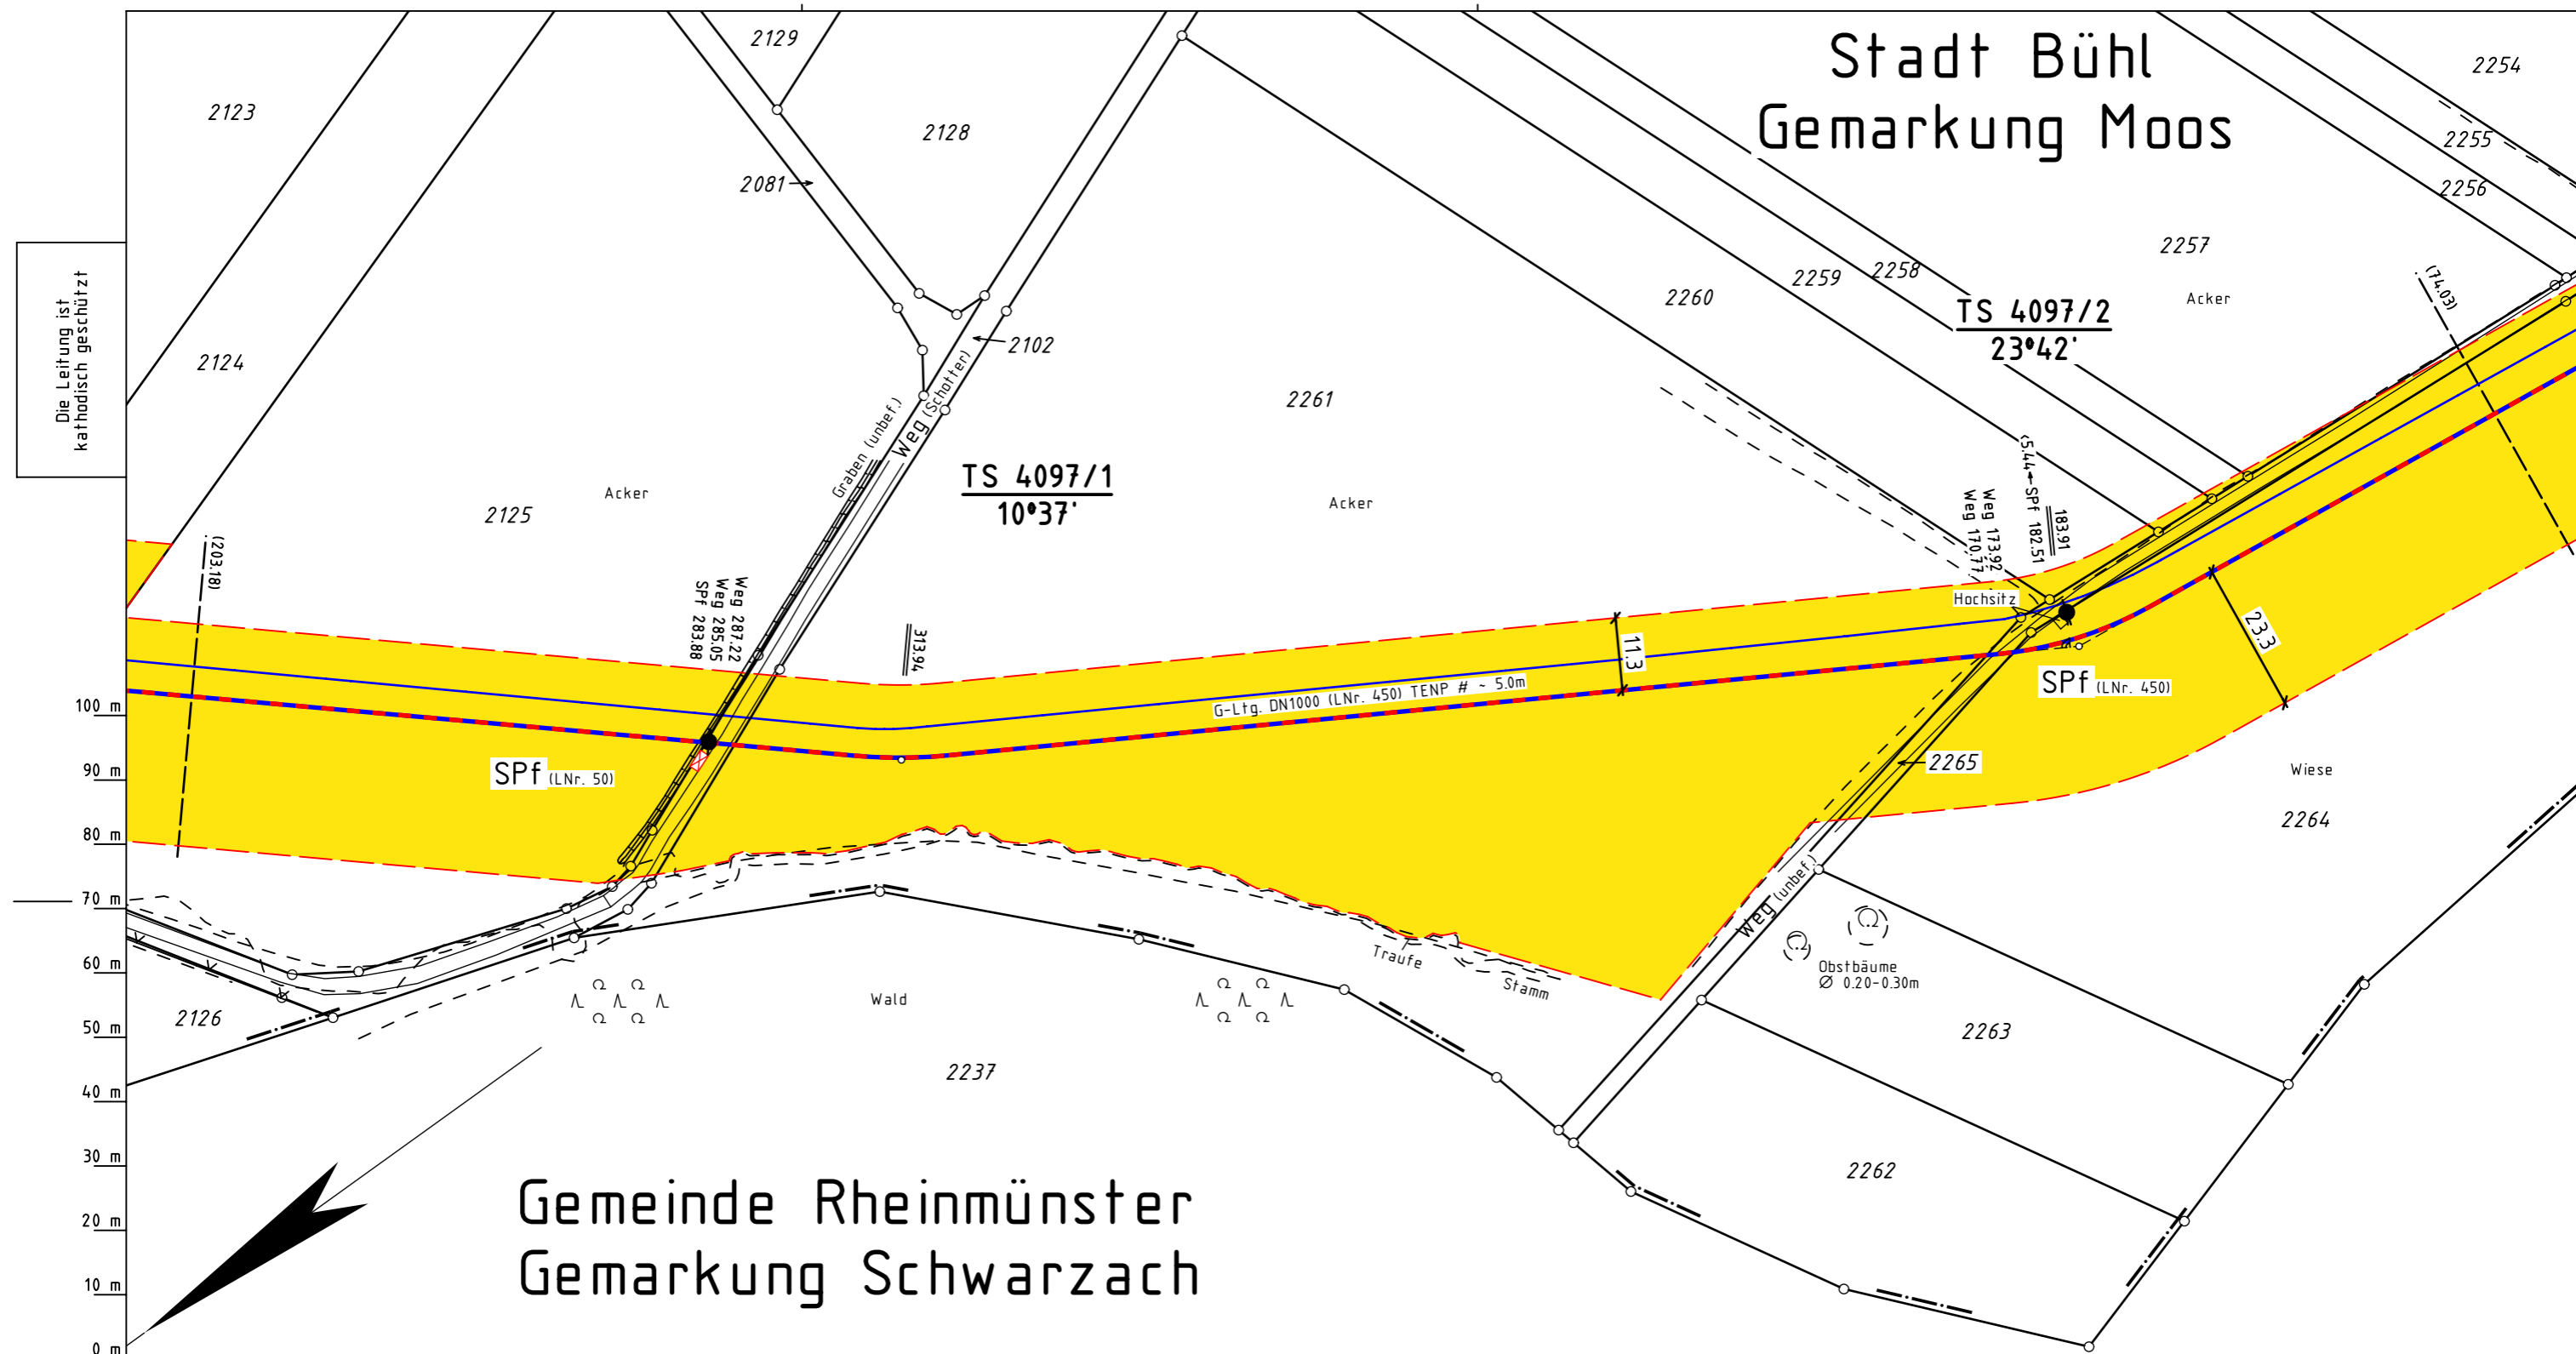 Stadt Bühl
Gemarkung Moos
2129
2254
2123
2128
2255
2081
2256
2257
2259
2258
2260
Acker
(74.03)
Die Leitung ist
kathodisch geschützt
TS 4097/2
23°42'
2124
2102
2261
Graben (unbef.)
Weg (Schotter)
TS 4097/1
10°37'
Acker
2125
Acker
(5.44
SPf 182.51
183.91
Weg 173.92
Weg 170.77
(203.18)
Weg 287.22
Weg 285.05
SPf 283.88
313.94
Hochsitz
11.3
23.3
G-Ltg. DN1000 (LNr. 450) TENP # ~ 5.0m
SPf (LNr. 450)
SPf (LNr. 50)
2265
Wiese
2264
100 m
90 m
80 m
70 m
60 m
50 m
40 m
30 m
20 m
10 m
0 m
Weg (unbef.)
Traufe
Stamm
Obstbäume
Ø 0.20-0.30m
Wald
2126
2263
2237
2262
Gemeinde Rheinmünster
Gemarkung Schwarzach